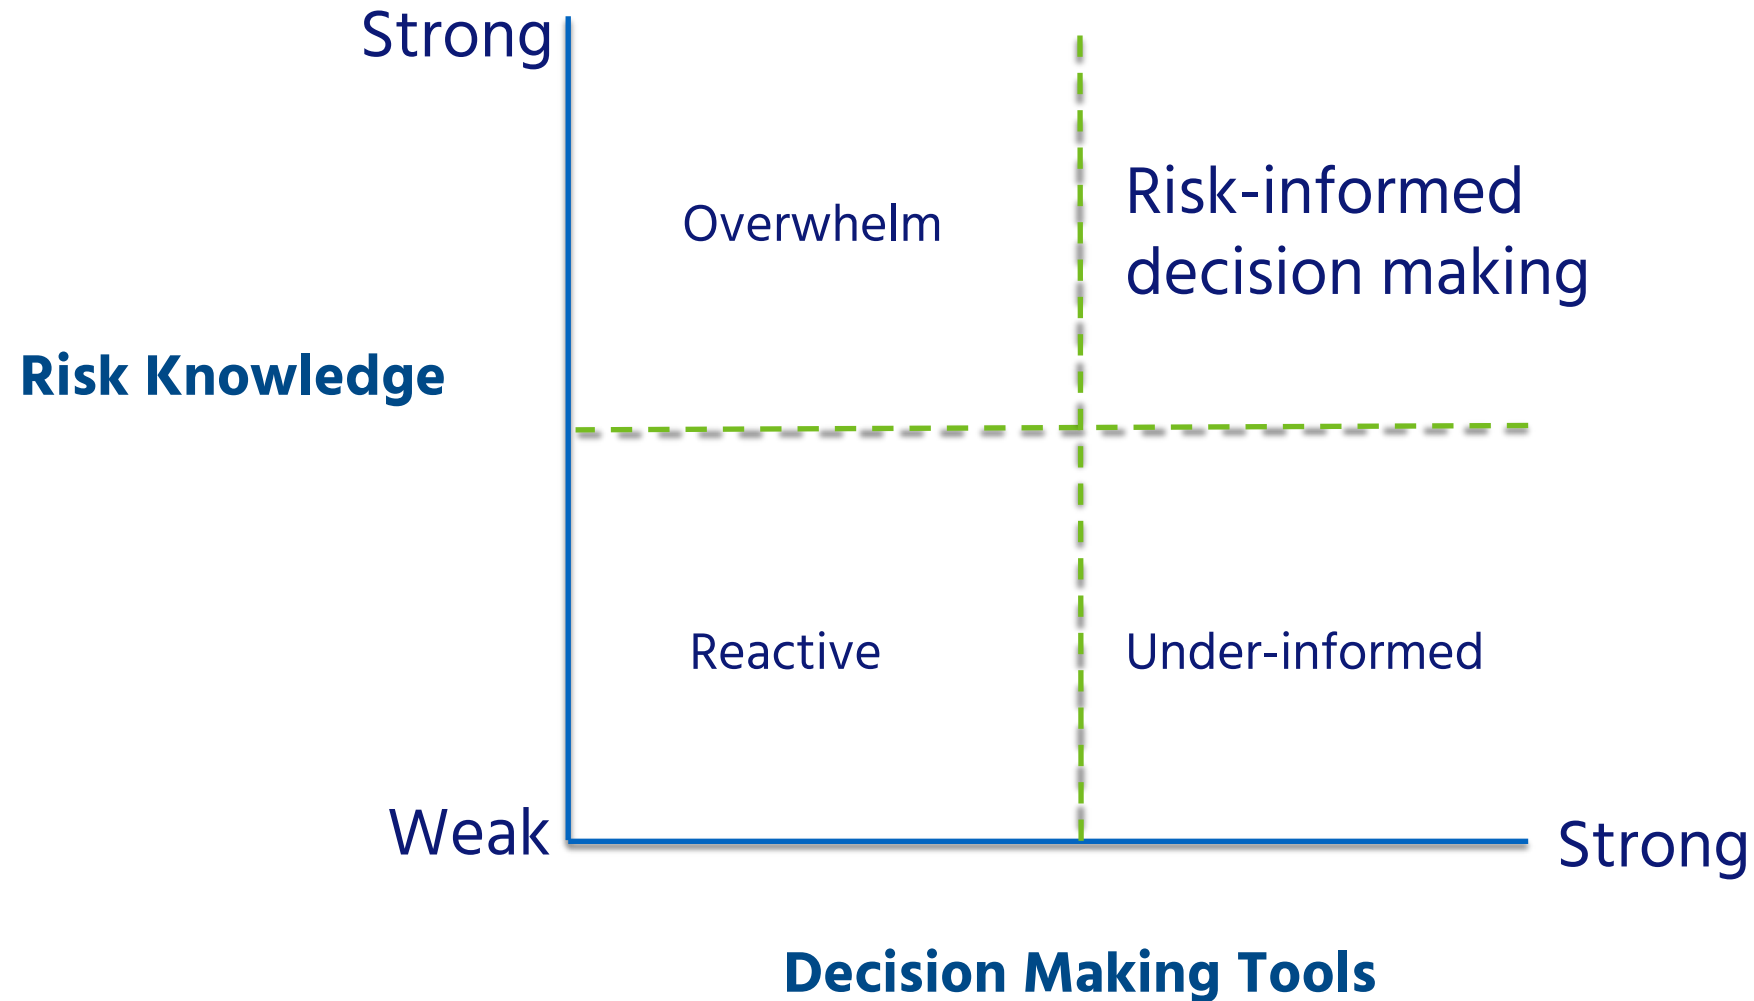 Strong
Overwhelm
Risk-informed
decision making
Risk Knowledge
Reactive
Under-informed
Weak
Strong
Decision Making Tools